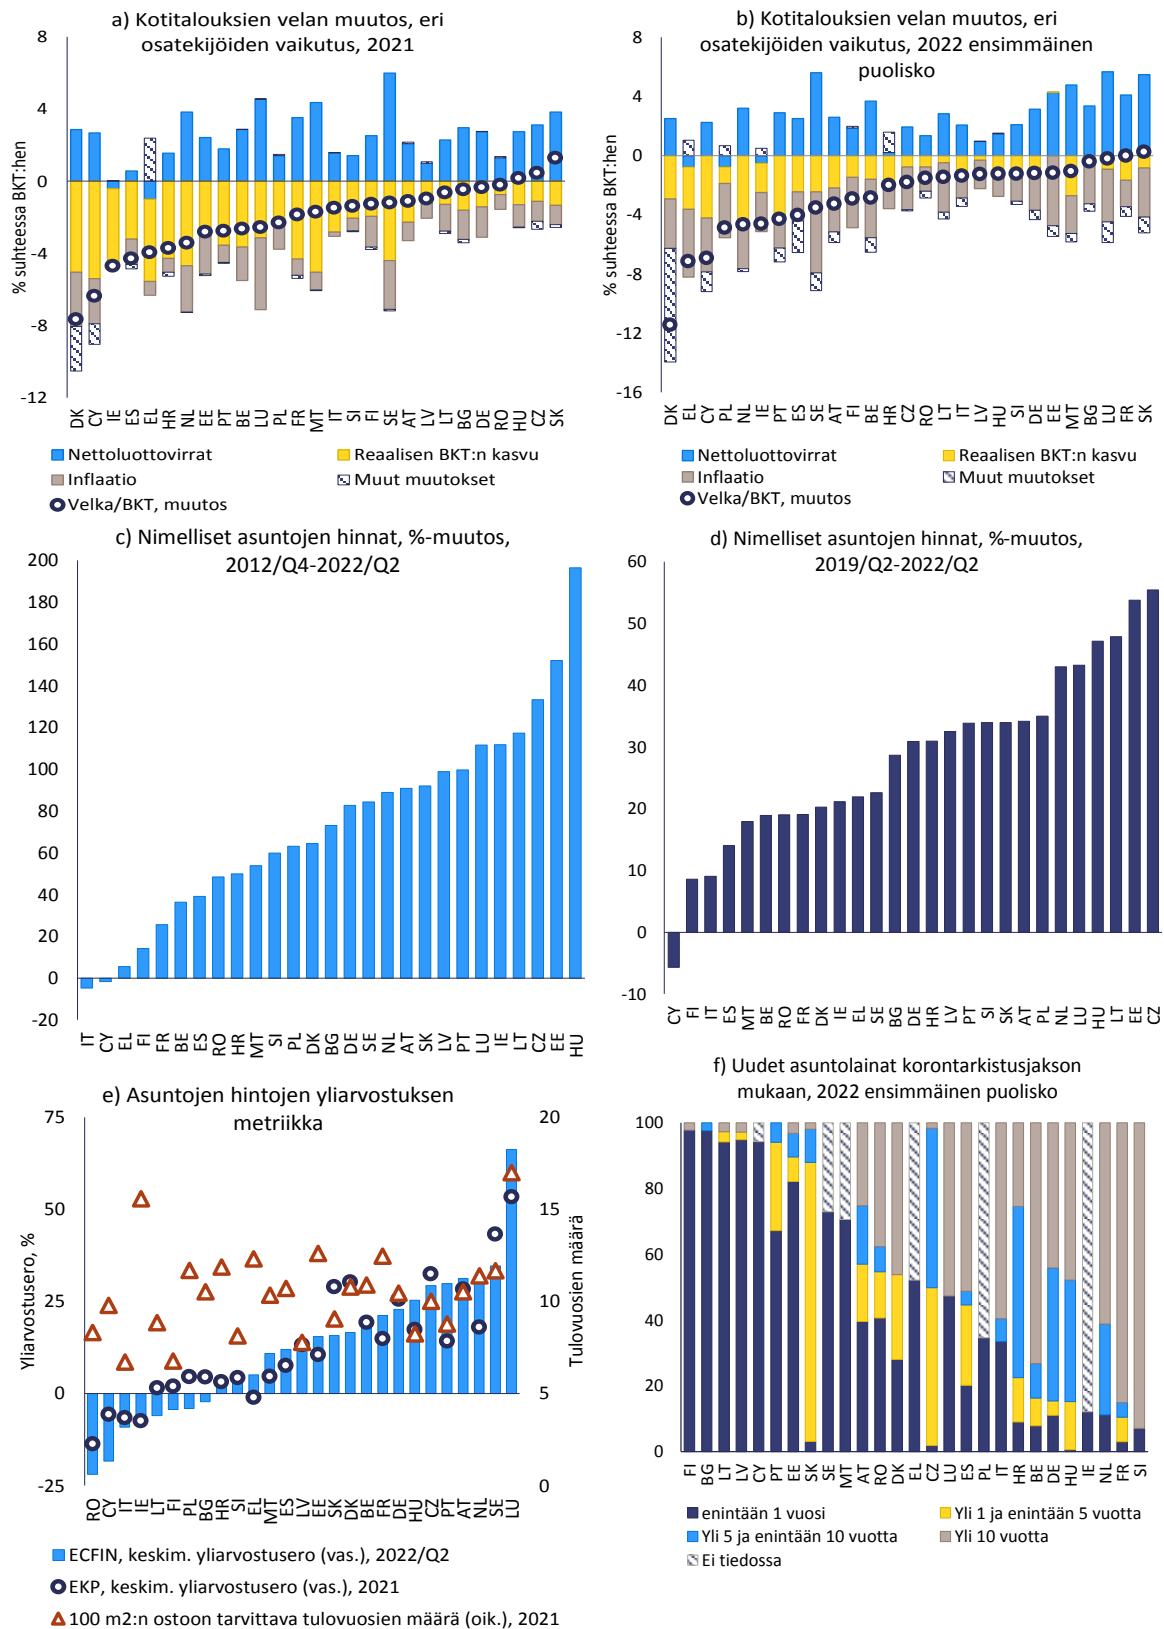 a) Kotitalouksien velan muutos, eri
osatekijöiden vaikutus, 2021
% suhteessa BKT:hen
8
4
0
-4
-8
-12
DK CY IE ES EL HR NL EE PT BE LU PL FR MT IT SI FI SE AT LV LT BG DE RO HU CZ SK
Nettoluottovirrat
Reaalisen BKT:n kasvu
Inflaatio
Muut muutokset
Velka/BKT, muutos
b) Kotitalouksien velan muutos, eri
osatekijöiden vaikutus, 2022 ensimmäinen
puolisko
% suhteessa BKT:hen
8
4
0
-4
-8
-12
-16
DK EL CY PL NL IE PT ES SE AT FI BE HR CZ RO LT IT LV HU SI DE EE MT BG LU FR SK
Nettoluottovirrat
Reaalisen BKT:n kasvu
Inflaatio
Muut muutokset
Velka/BKT, muutos
c) Nimelliset asuntojen hinnat, %-muutos,
2012/Q4-2022/Q2
200
180
160
140
120
100
80
60
40
20
0
-20
IT CY EL FI FR BE ES RO HR MT SI PL DK BG DE SE NL AT SK LV PT LU IE LT CZ EE HU
d) Nimelliset asuntojen hinnat, %-muutos,
2019/Q2-2022/Q2
60
50
40
30
20
10
0
-10
CY FI IT ES MT BE RO FR DK IE EL SE BG DE HR LV PT SI SK AT PL NL LU HU LT EE CZ
e) Asuntojen hintojen yliarvostuksen
metriikka
Yliarvostusero, %
75
50
25
0
-25
20
15
10
5
0
Tulovuosien määrä
RO CY IT IE LT FI PL BG HR SI EL MT ES LV EE SK DK BE FR DE HU CZ PT AT NL SE LU
ECFIN, keskim. yliarvostusero (vas.), 2022/Q2
EKP, keskim. yliarvostusero (vas.), 2021
100 m2:n ostoon tarvittava tulovuosien määrä (oik.), 2021
f) Uudet asuntolainat korontarkistusjakson
mukaan, 2022 ensimmäinen puolisko
100
80
60
40
20
0
FI BG LT LV CY PT EE SK SE MT AT RO DK EL CZ LU ES PL IT HR BE DE HU IE NL FR SI
enintään 1 vuosi
Yli 1 ja enintään 5 vuotta
Yli 5 ja enintään 10 vuotta
Yli 10 vuotta
Ei tiedossa